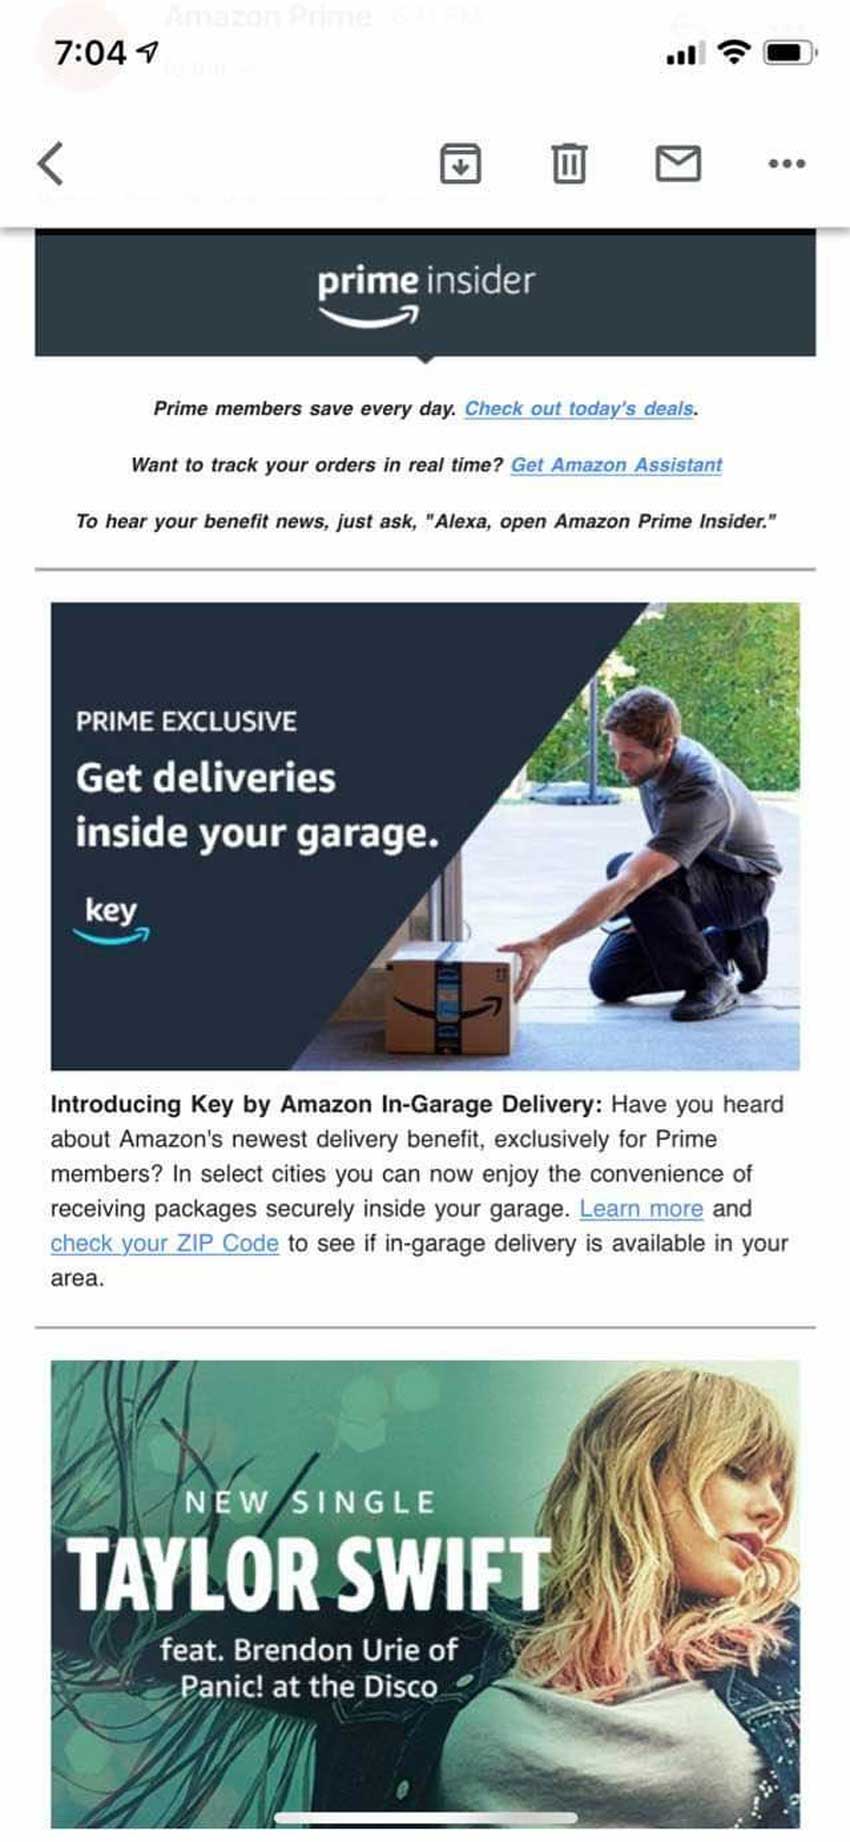 Amazon Prime
7:04
prime insider
Prime members save every day. Check out today's deals.
Want to track your orders in real time? Get Amazon Assistant
To hear your benefit news, just ask, "Alexa, open Amazon Prime Insider."
PRIME EXCLUSIVE
Get deliveries
inside your garage.
key
Introducing Key by Amazon In-Garage Delivery: Have you heard
about Amazon's newest delivery benefit, exclusively for Prime
members? In select cities you can now enjoy the convenience of
receiving packages securely inside your garage. Learn more and
check your ZIP Code to see if in-garage delivery is available in your
area.
NEW SINGLE
TAYLOR SWIFT
feat. Brendon Urie of
Panic! at the Disco